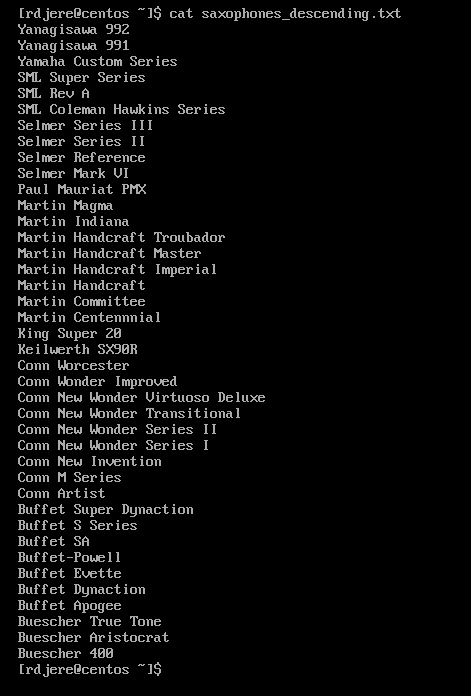 [rdjere@centos ~]$ cat saxophones_descending.txt
Yanagisawa 992
Yanagisawa 991
Yamaha Custom Series
SML Super Series
SML Rev A
SML Coleman Hawkins Series
Selmer Series III
Selmer Series II
Selmer Reference
Selmer Mark VI
Paul Mauriat PMX
Martin Magma
Martin Indiana
Martin Handcraft Troubador
Martin Handcraft Master
Martin Handcraft Imperial
Martin Handcraft
Martin Committee
Martin Centennnial
King Super 20
Keilwerth SX90R
Conn Worcester
Conn Wonder Improved
Conn New Wonder Virtuoso Deluxe
Conn New Wonder Transitional
Conn New Wonder Series II
Conn New Wonder Series I
Conn New Invention
Conn M Series
Conn Artist
Buffet Super Dynaction
Buffet S Series
Buffet SA
Buffet-Powell
Buffet Evette
Buffet Dynaction
Buffet Apogee
Buescher True Tone
Buescher Aristocrat
Buescher 400
[rdjere@centos ~]$